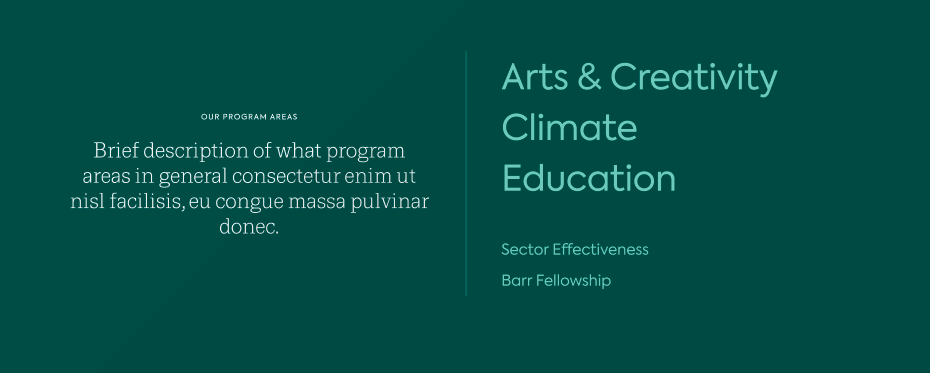 OUR PROGRAM AREAS
Brief description of what program
areas in general consectetur enim ut
nisl facilisis, eu congue massa pulvinar
donec.
Arts & Creativity
Climate
Education
Sector Effectiveness
Barr Fellowship